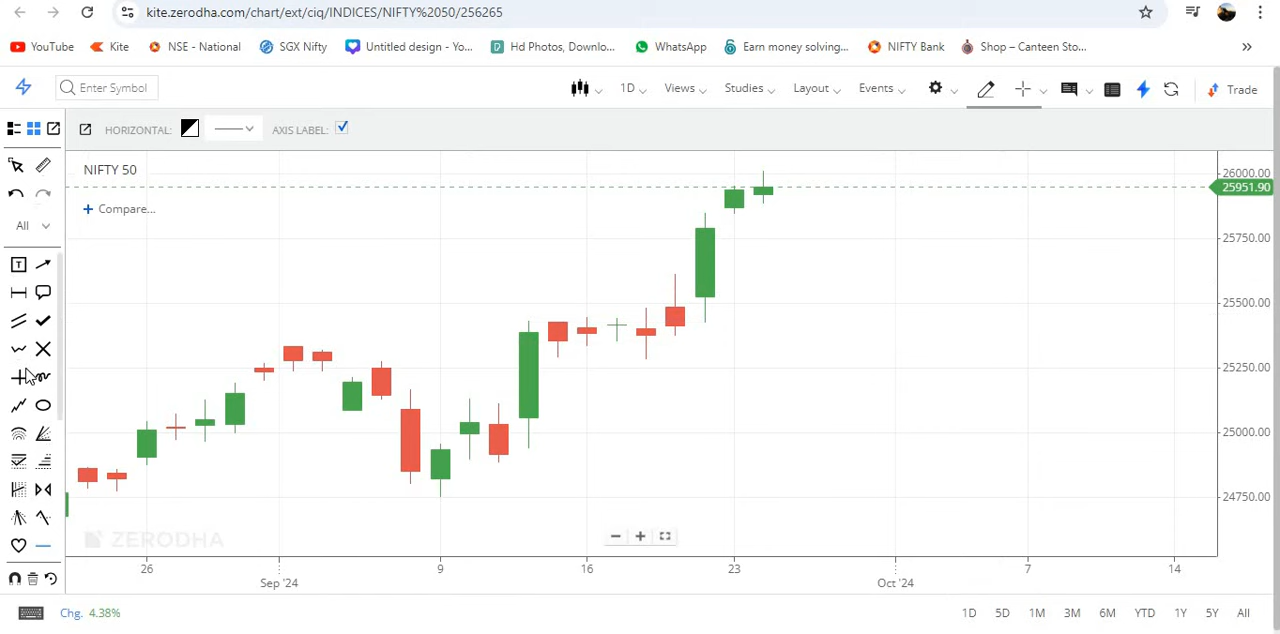 kite.zerodha.com/chart/ext/ciq/INDICES/NIFTY%2050/256265
YouTube Kite NSE - National SGX Nifty Untitled design - Yo... Hd Photos, Downlo... WhatsApp Earn money solving... NIFTY Bank Shop – Canteen Sto... »
Enter Symbol 1D Views Studies Layout Events Trade
HORIZONTAL: AXIS LABEL:
NIFTY 50
+ Compare...
All
T
26000.00
25951.90
25750.00
25500.00
25250.00
25000.00
24750.00
ZERODHA
26 9 16 23 7 14
Sep '24 Oct '24
Chg. 4.38% 1D 5D 1M 3M 6M YTD 1Y 5Y All